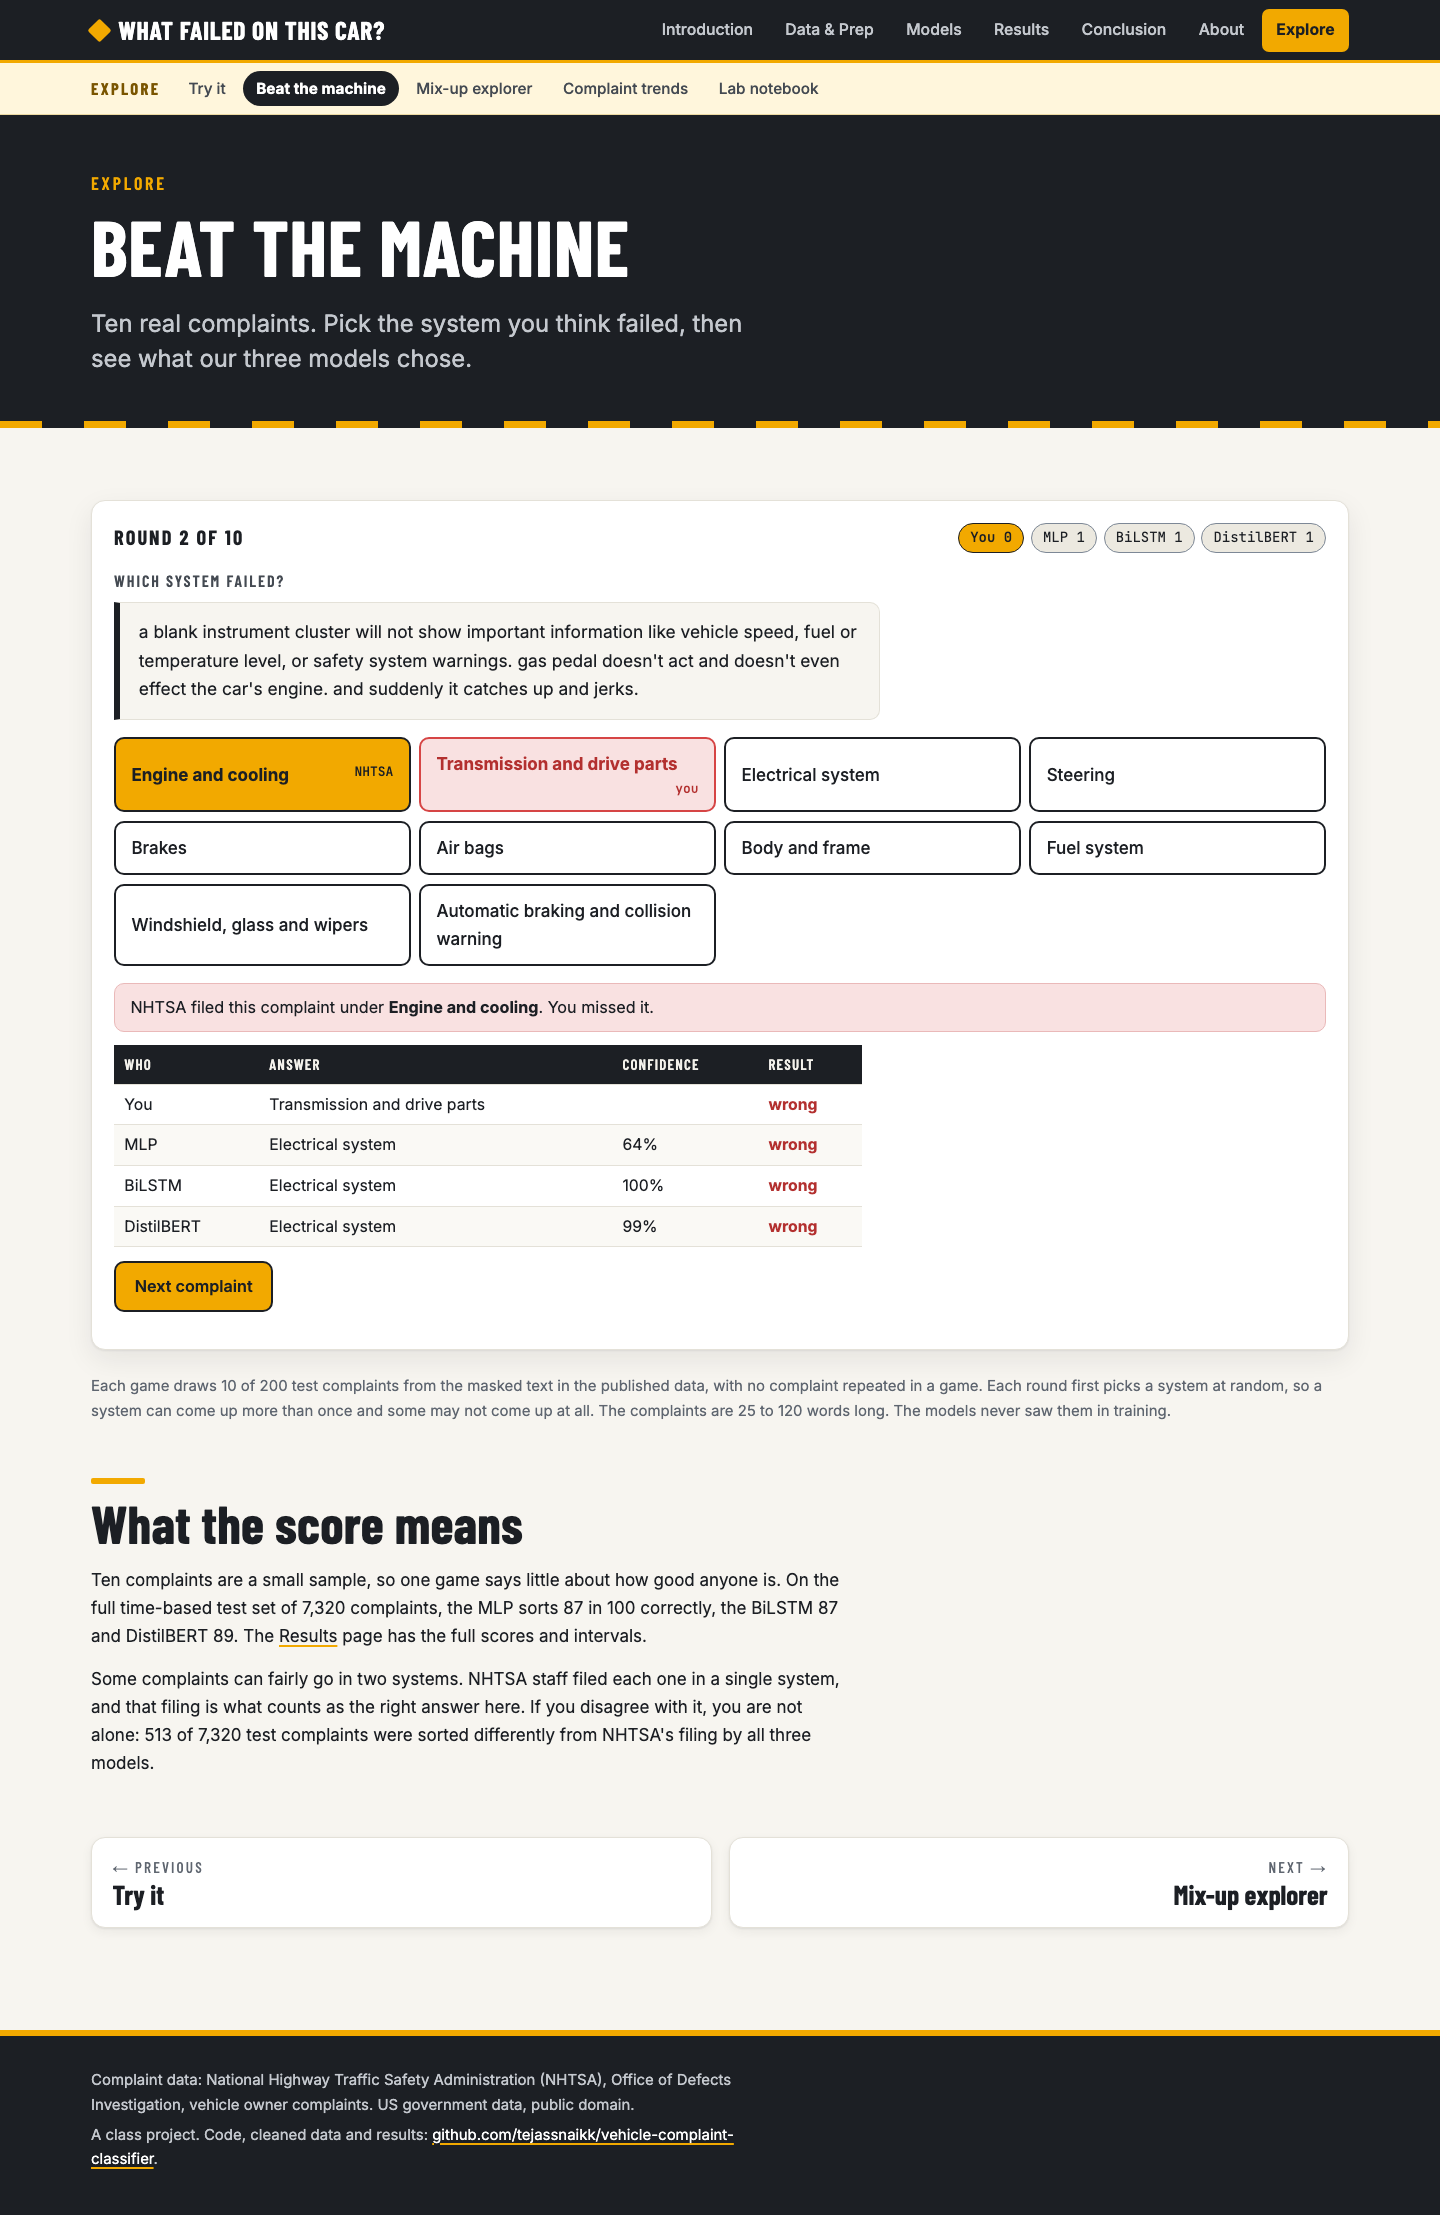 WHAT FAILED ON THIS CAR?
Introduction
Data & Prep
Models
Results
Conclusion
About
Explore
EXPLORE
Try it
Beat the machine
Mix-up explorer
Complaint trends
Lab notebook
EXPLORE
BEAT THE MACHINE
Ten real complaints. Pick the system you think failed, then
see what our three models chose.
ROUND 2 OF 10
You 0
MLP 1
BiLSTM 1
DistilBERT 1
WHICH SYSTEM FAILED?
a blank instrument cluster will not show important information like vehicle speed, fuel or
temperature level, or safety system warnings. gas pedal doesn't act and doesn't even
effect the car's engine. and suddenly it catches up and jerks.
Engine and cooling
NHTSA
Transmission and drive parts
you
Electrical system
Steering
Brakes
Air bags
Body and frame
Fuel system
Windshield, glass and wipers
Automatic braking and collision
warning
NHTSA filed this complaint under Engine and cooling. You missed it.
WHO ANSWER CONFIDENCE RESULT
You Transmission and drive parts wrong
MLP Electrical system 64% wrong
BiLSTM Electrical system 100% wrong
DistilBERT Electrical system 99% wrong
Next complaint
Each game draws 10 of 200 test complaints from the masked text in the published data, with no complaint repeated in a game. Each round first picks a system at random, so a
system can come up more than once and some may not come up at all. The complaints are 25 to 120 words long. The models never saw them in training.
What the score means
Ten complaints are a small sample, so one game says little about how good anyone is. On the
full time-based test set of 7,320 complaints, the MLP sorts 87 in 100 correctly, the BiLSTM 87
and DistilBERT 89. The Results page has the full scores and intervals.
Some complaints can fairly go in two systems. NHTSA staff filed each one in a single system,
and that filing is what counts as the right answer here. If you disagree with it, you are not
alone: 513 of 7,320 test complaints were sorted differently from NHTSA's filing by all three
models.
← PREVIOUS
Try it
NEXT →
Mix-up explorer
Complaint data: National Highway Traffic Safety Administration (NHTSA), Office of Defects
Investigation, vehicle owner complaints. US government data, public domain.
A class project. Code, cleaned data and results: github.com/tejassnaikk/vehicle-complaint-
classifier.